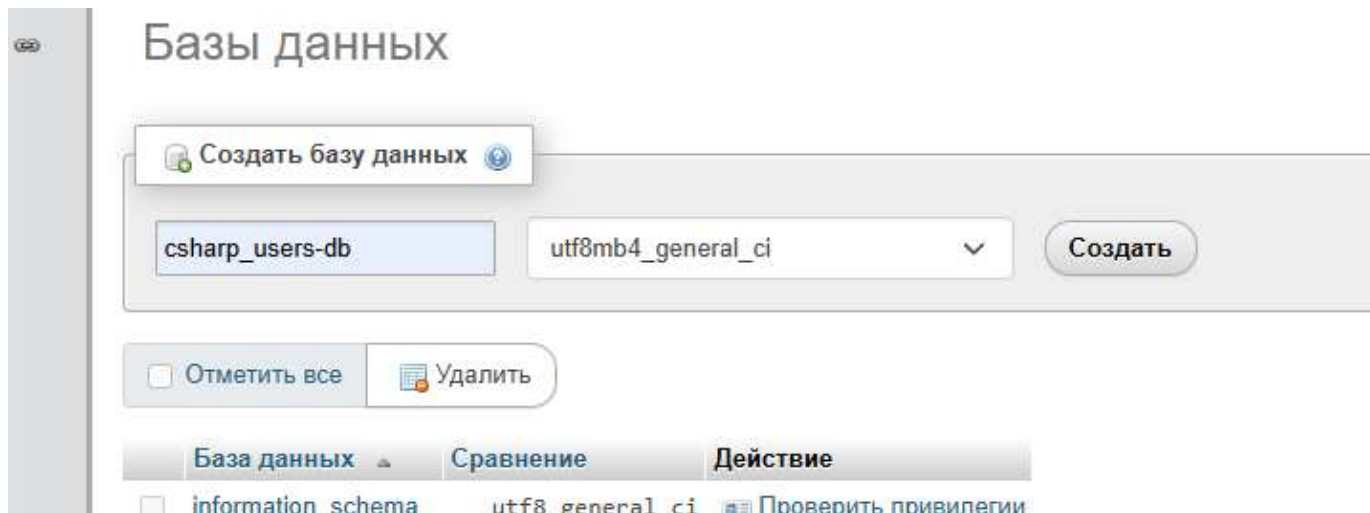 Базы данных
Создать базу данных
csharp_users-db utf8mb4_general_ci Создать
Отметить все Удалить
База данных Сравнение Действие
information_schema utf8_general_ci Проверить привилегии